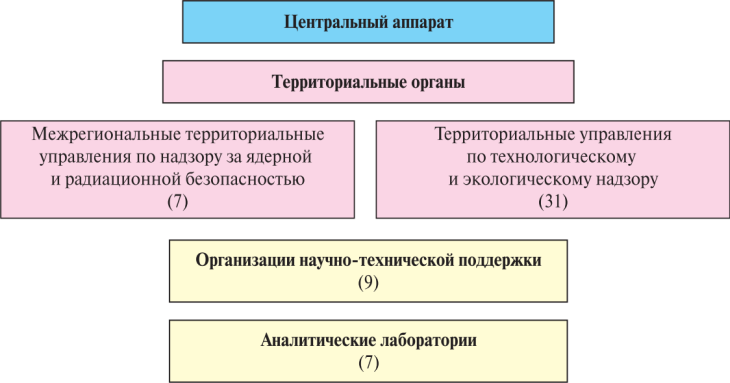 Центральный аппарат
Территориальные органы
Межрегиональные территориальные
управления по надзору за ядерной
и радиационной безопасностью
(7)
Территориальные управления
по технологическому
и экологическому надзору
(31)
Организации научно-технической поддержки
(9)
Аналитические лаборатории
(7)